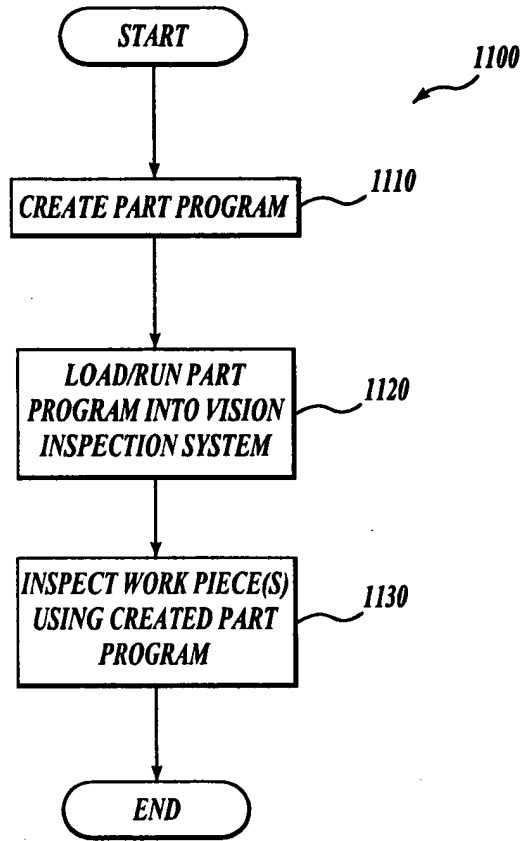 START
1100
CREATE PART PROGRAM
1110
LOAD/RUN PART
PROGRAM INTO VISION
INSPECTION SYSTEM
1120
INSPECT WORK PIECE(S)
USING CREATED PART
PROGRAM
1130
END